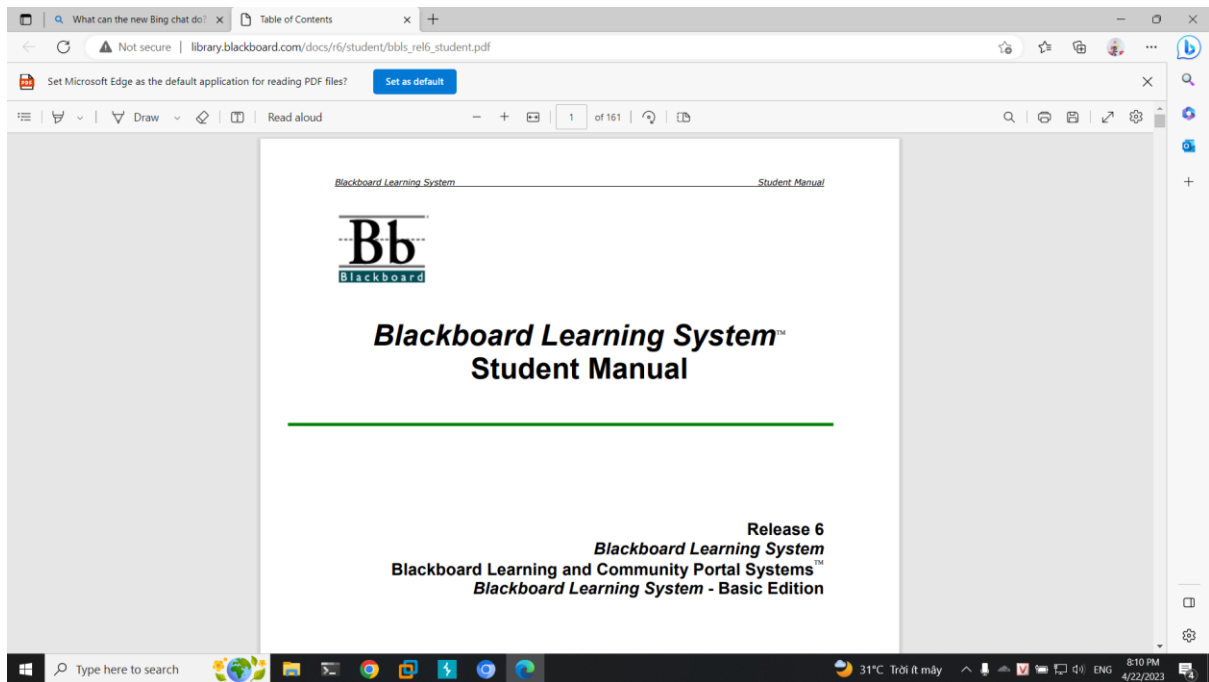 What can the new Bing chat do?
Table of Contents
Not secure
library.blackboard.com/docs/r6/student/bbls_rel6_student.pdf
Set Microsoft Edge as the default application for reading PDF files?
Set as default
Draw
Read aloud
1
of 161
Blackboard Learning System
Student Manual
Bb
Blackboard
Blackboard Learning System™
Student Manual
Release 6
Blackboard Learning System
Blackboard Learning and Community Portal Systems™
Blackboard Learning System - Basic Edition
Type here to search
31°C Trời ít mây
ENG
8:10 PM
4/22/2023
4